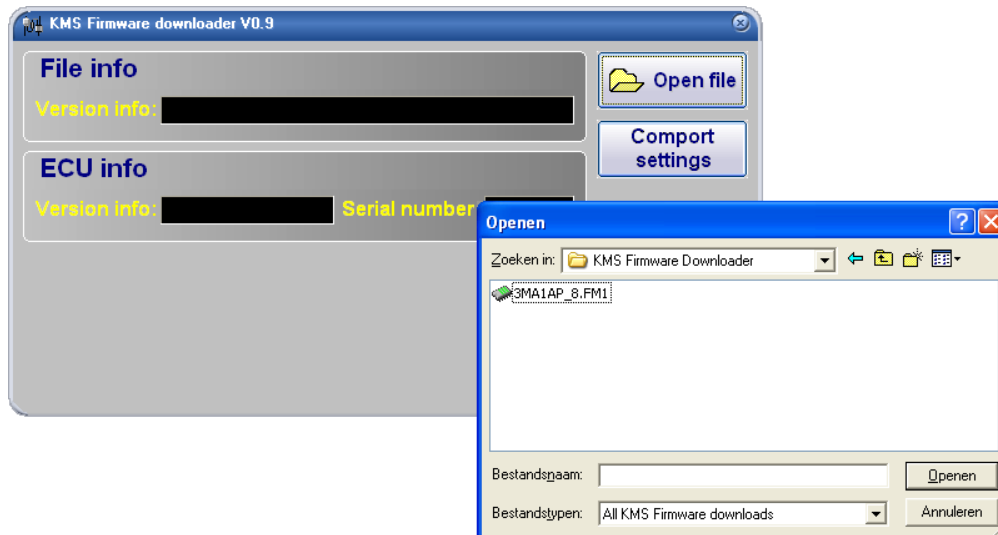 KMS Firmware downloader V0.9
File info
Version info:
Open file
Comport
settings
ECU info
Version info:
Serial number
Openen
Zoeken in:
KMS Firmware Downloader
3MA1AP_8.FM1
Bestandsnaam:
Openen
Bestandstypen:
All KMS Firmware downloads
Annuleren